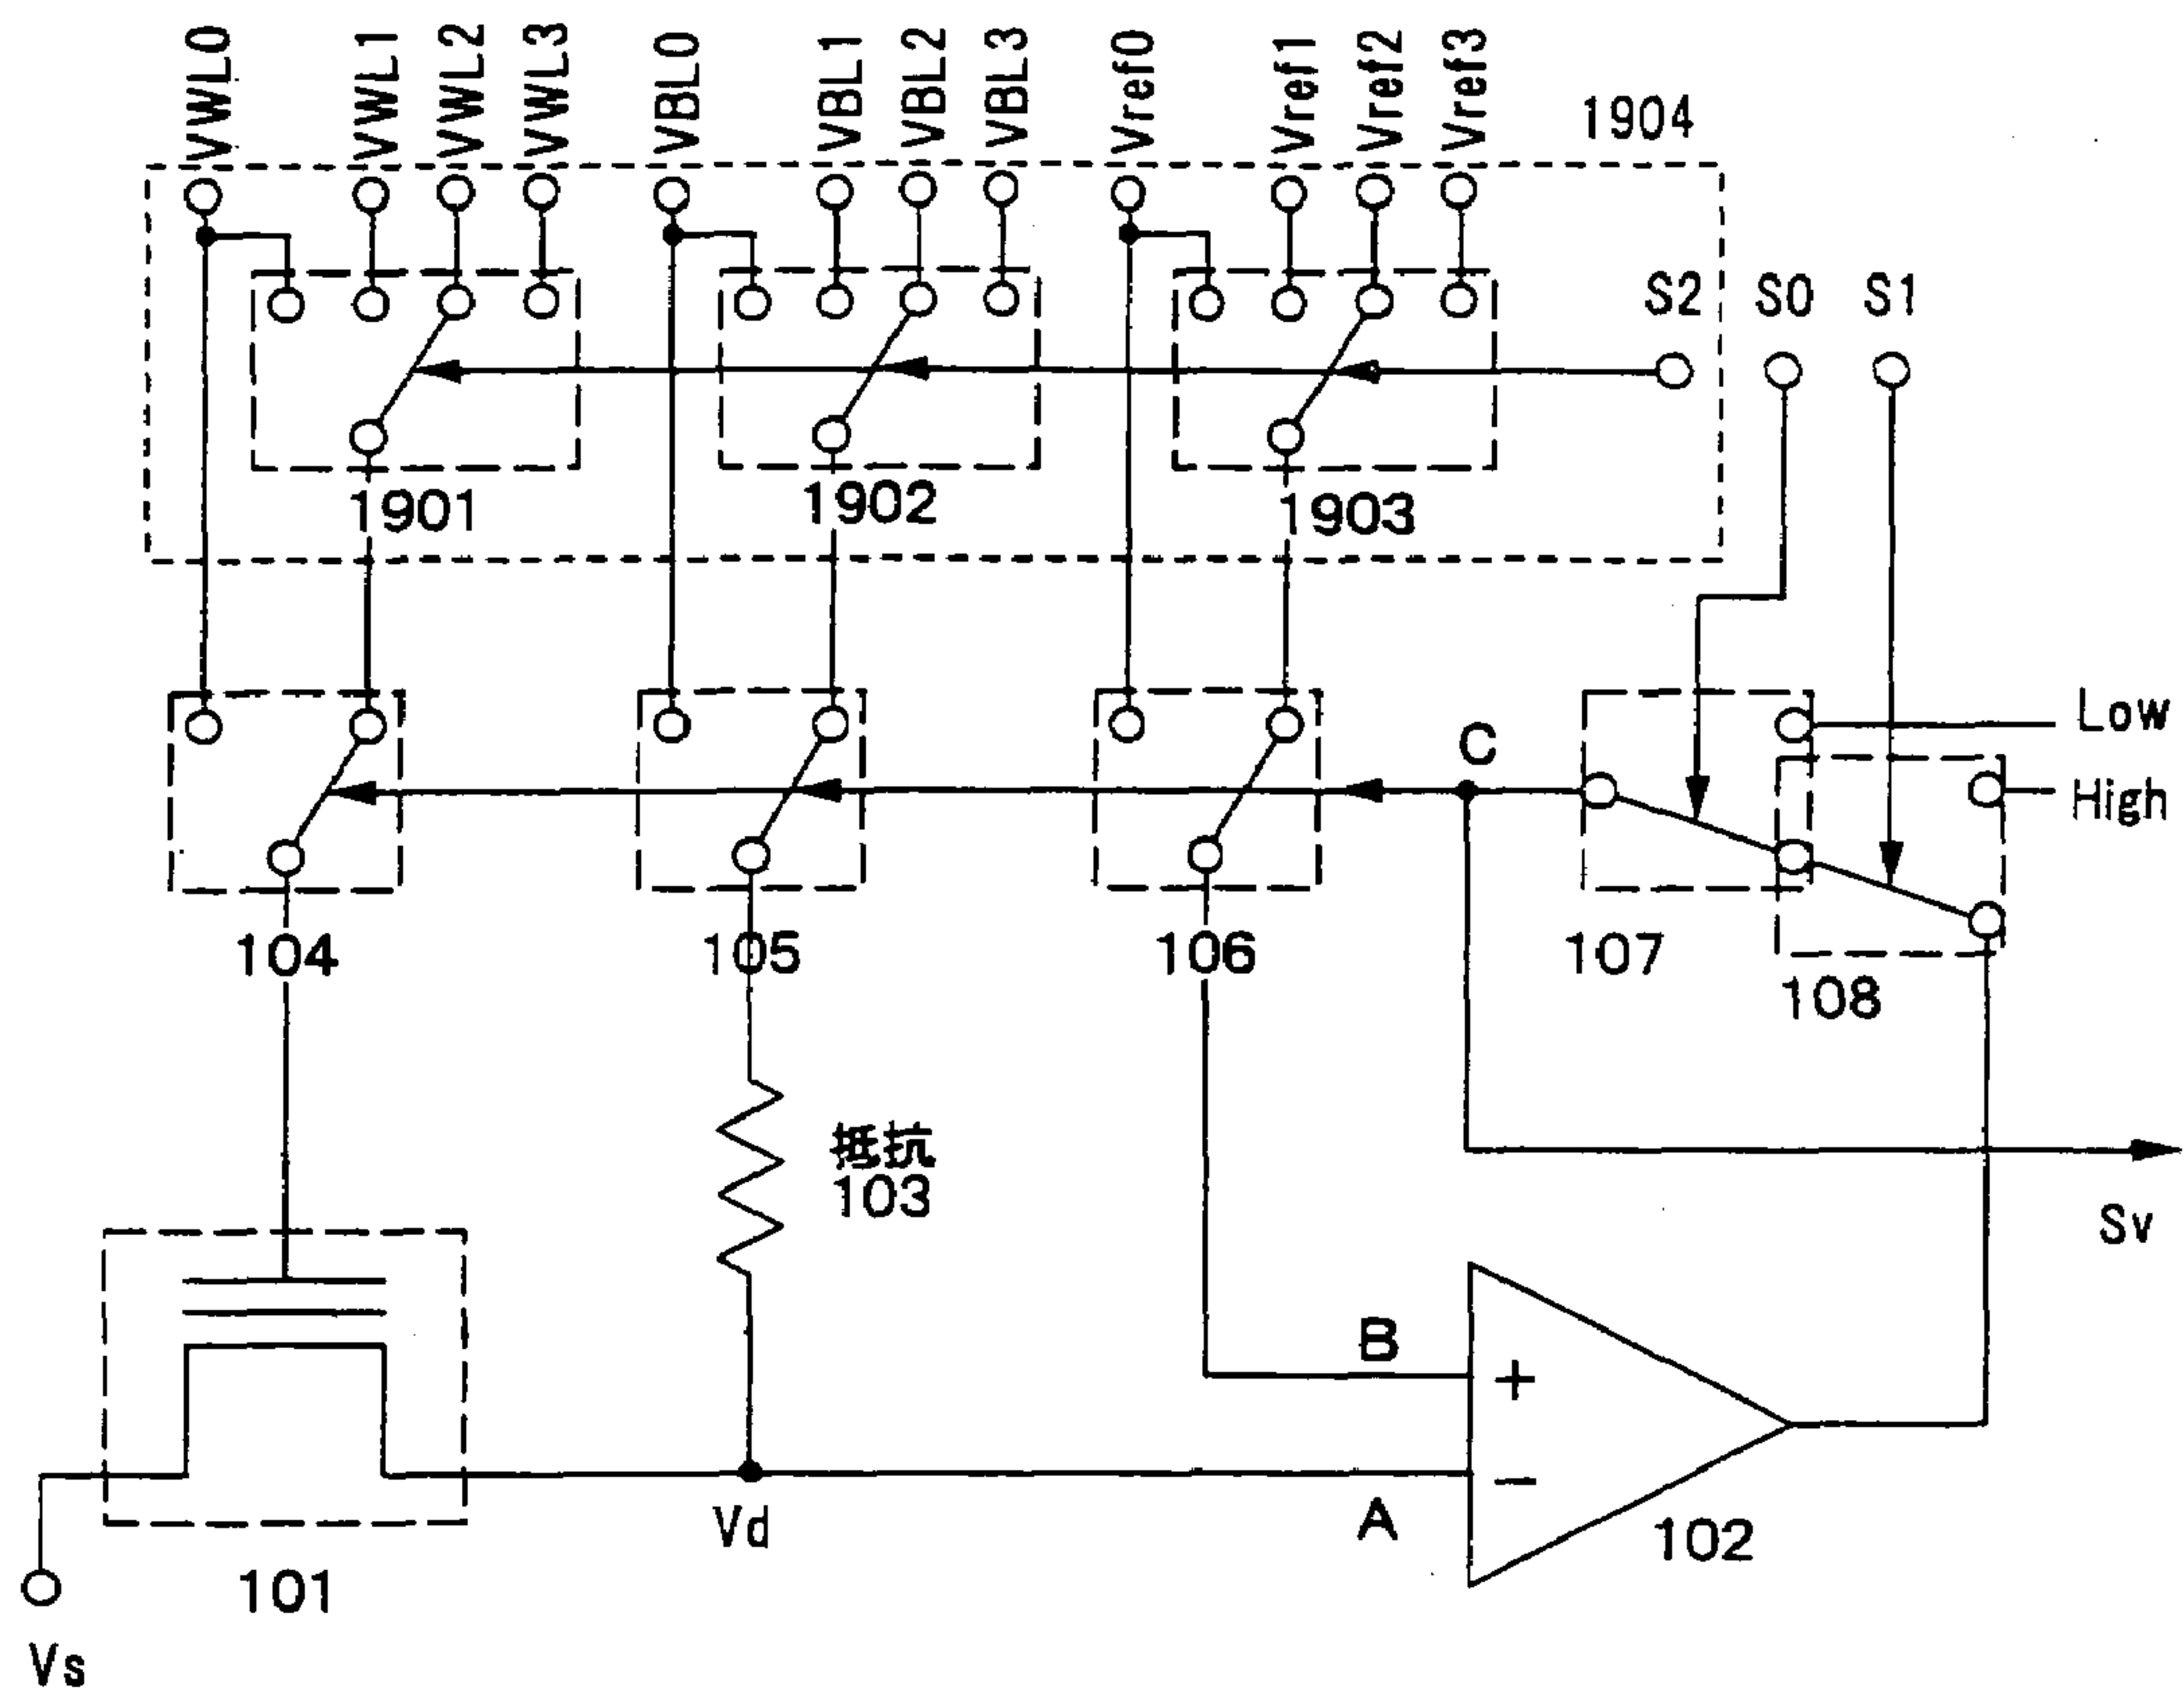 VWL0
VWL1
VWL2
VWL3
VBL0
VBL1
VBL2
VBL3
Vref0
Vref1
Vref2
Vref3
1904
S2
S0
S1
1901
1902
1903
Low
C
High
104
105
106
107
108
抵抗
103
Sv
B
+
−
A
Vd
102
101
Vs